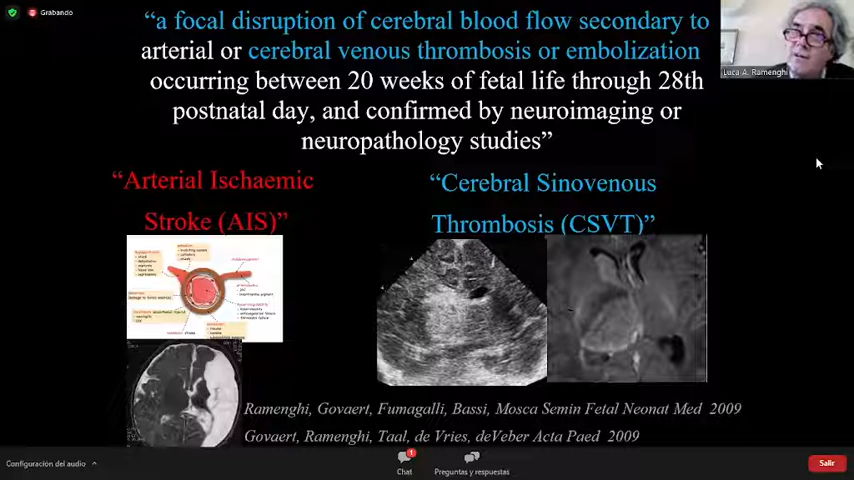 Grabando
“a focal disruption of cerebral blood flow secondary to
arterial or cerebral venous thrombosis or embolization
occurring between 20 weeks of fetal life through 28th
postnatal day, and confirmed by neuroimaging or
neuropathology studies”
Luca A. Ramenghi
“Arterial Ischaemic
Stroke (AIS)”
“Cerebral Sinovenous
Thrombosis (CSVT)”
Ramenghi, Govaert, Fumagalli, Bassi, Mosca Semin Fetal Neonat Med 2009
Govaert, Ramenghi, Taal, de Vries, deVeber Acta Paed 2009
Configuración del audio
1
Chat
Preguntas y respuestas
Salir